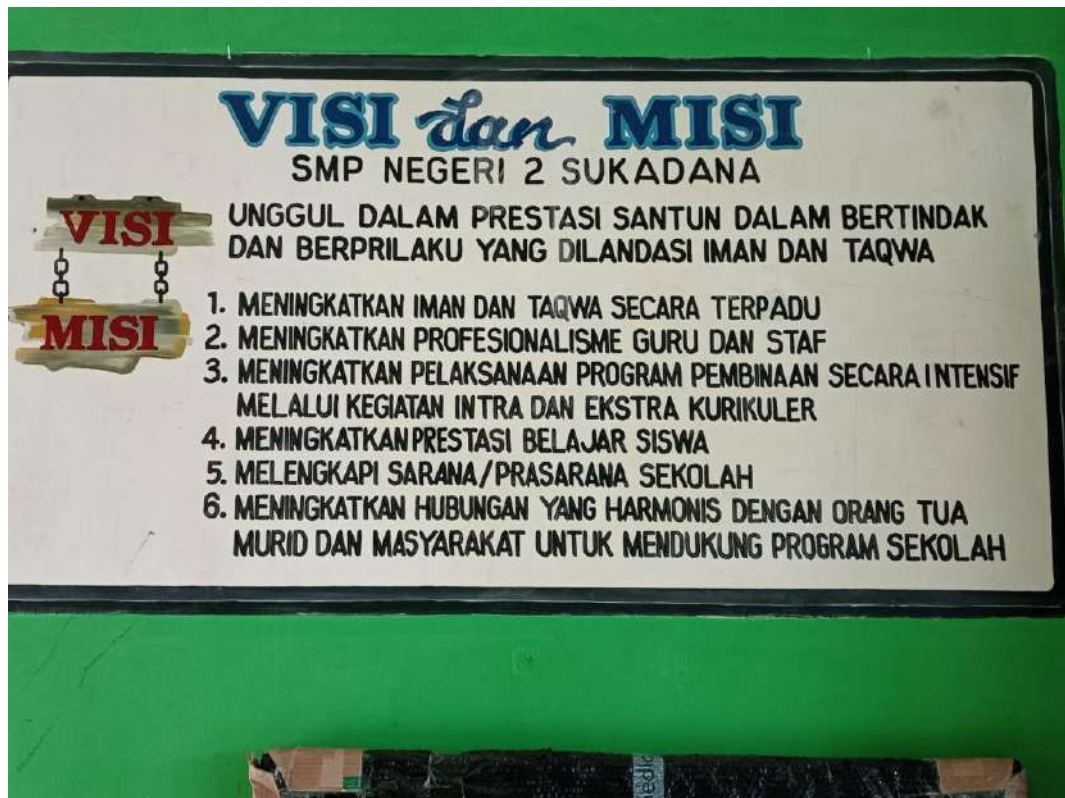 VISI dan MISI
SMP NEGERI 2 SUKADANA
VISI
UNGGUL DALAM PRESTASI SANTUN DALAM BERTINDAK
DAN BERPRILAKU YANG DILANDASI IMAN DAN TAQWA
MISI
1. MENINGKATKAN IMAN DAN TAQWA SECARA TERPADU
2. MENINGKATKAN PROFESIONALISME GURU DAN STAF
3. MENINGKATKAN PELAKSANAAN PROGRAM PEMBINAAN SECARA INTENSIF
MELALUI KEGIATAN INTRA DAN EKSTRA KURIKULER
4. MENINGKATKAN PRESTASI BELAJAR SISWA
5. MELENGKAPI SARANA/PRASARANA SEKOLAH
6. MENINGKATKAN HUBUNGAN YANG HARMONIS DENGAN ORANG TUA
MURID DAN MASYARAKAT UNTUK MENDUKUNG PROGRAM SEKOLAH